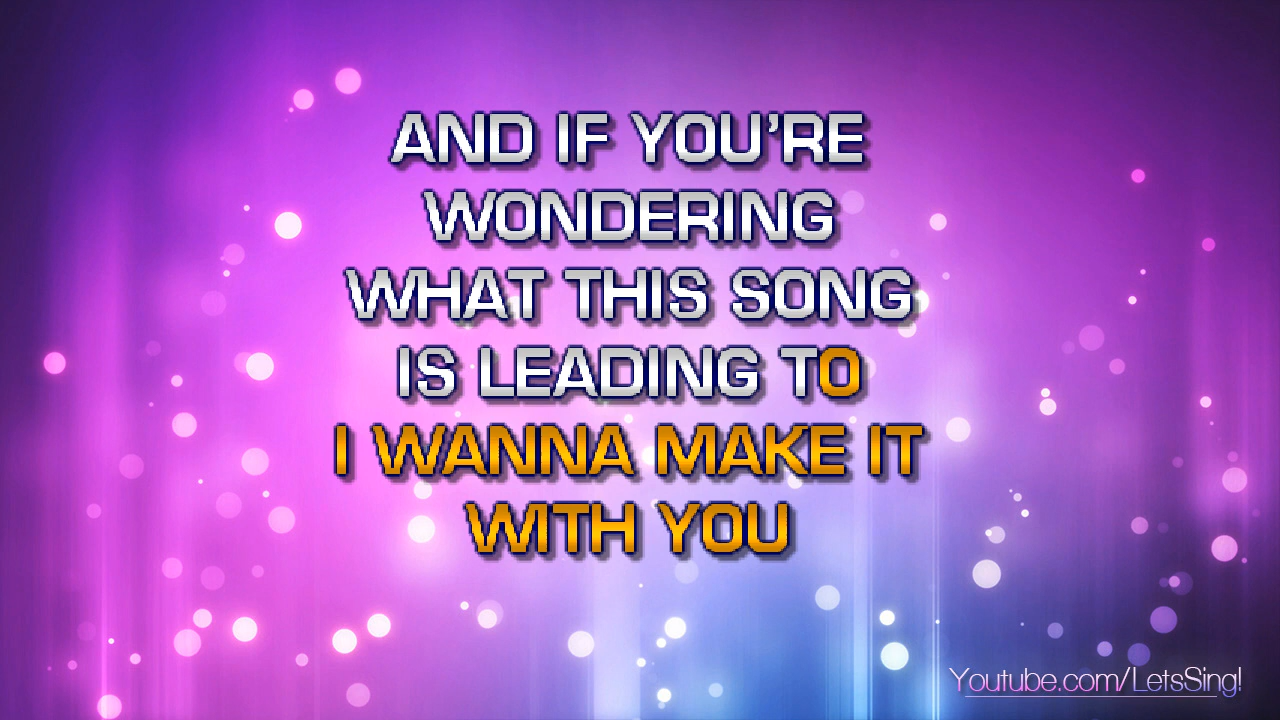 AND IF YOU’RE
WONDERING
WHAT THIS SONG
IS LEADING TO
I WANNA MAKE IT
WITH YOU
Youtube.com/LetsSing!